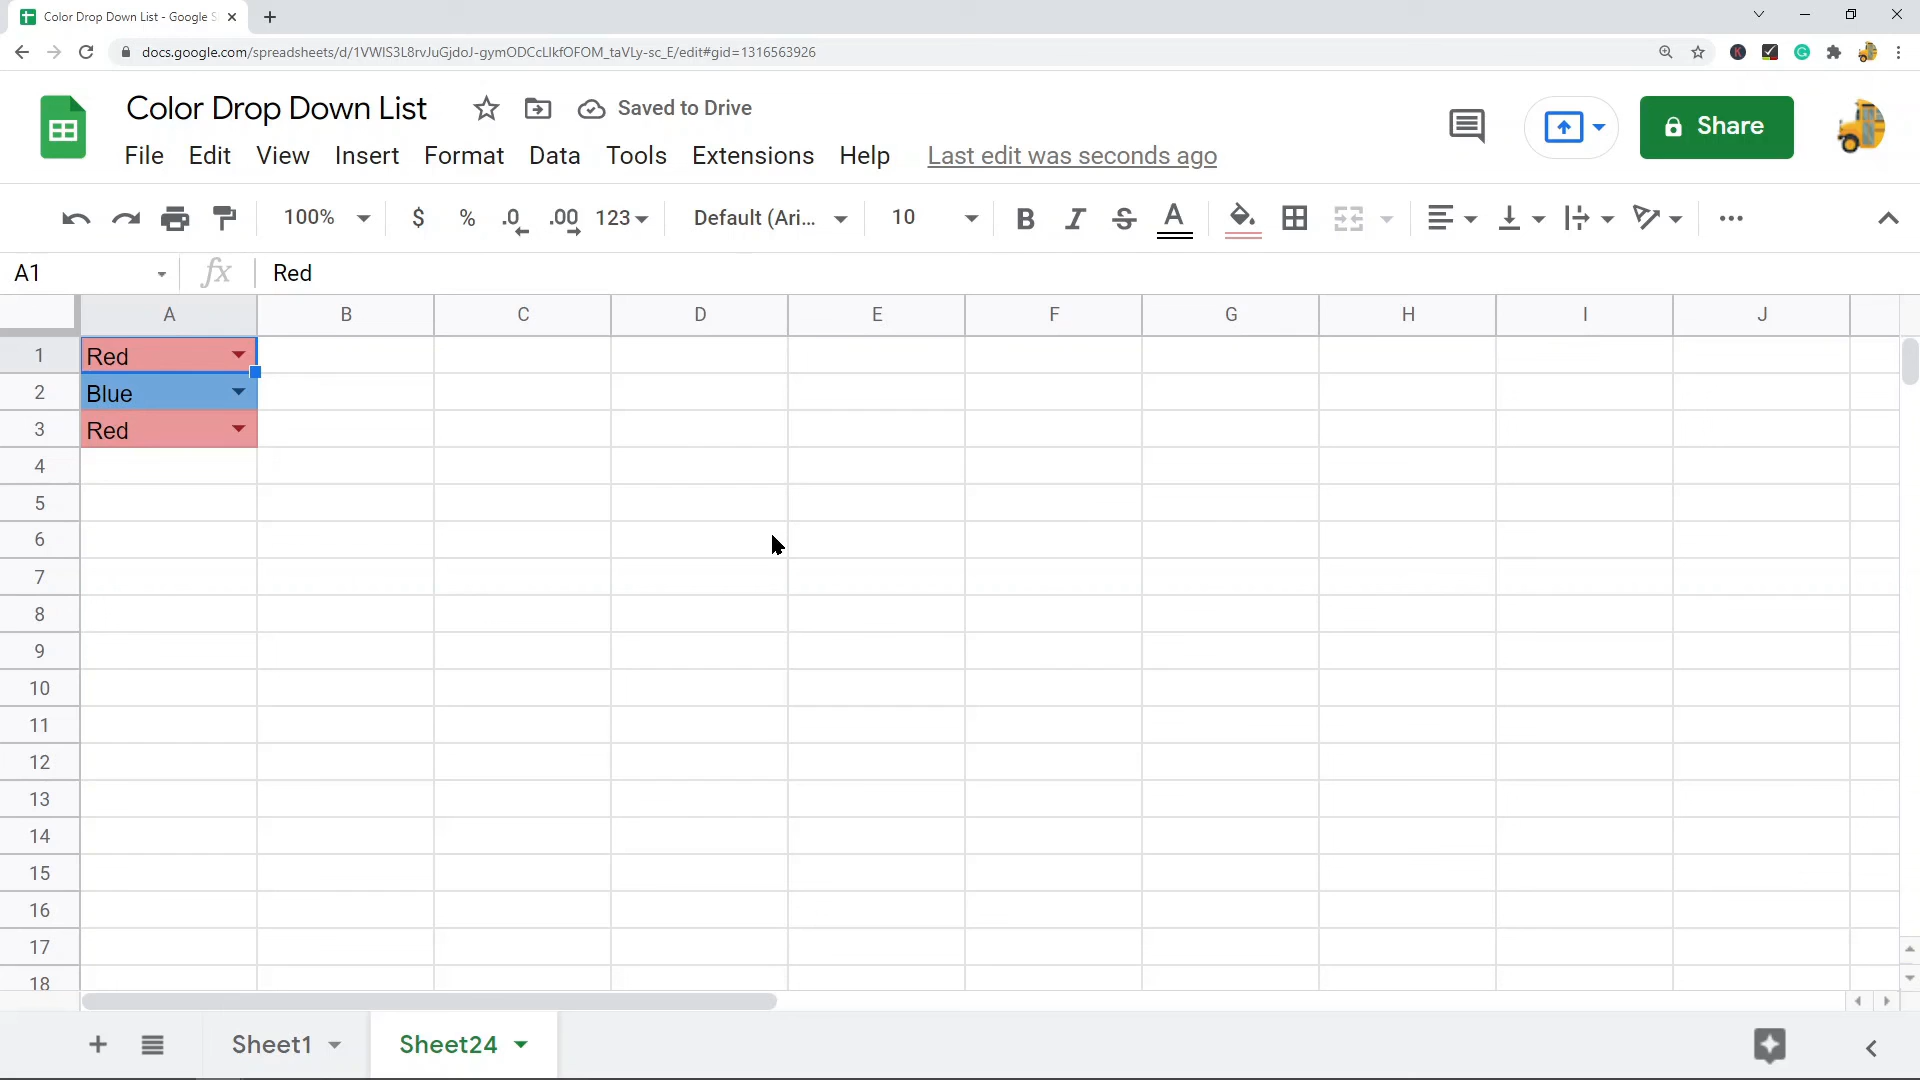 Color Drop Down List - Google S
docs.google.com/spreadsheets/d/1VWIS3L8rvJuGjdoJ-gymODCcLlkfOFOM_taVLy-sc_E/edit#gid=1316563926
Color Drop Down List Saved to Drive
File Edit View Insert Format Data Tools Extensions Help Last edit was seconds ago
Share
100% $ % .0 .00 123 Default (Ari... 10 B I S A
A1 fx Red
A B C D E F G H I J
1 Red
2 Blue
3 Red
4
5
6
7
8
9
10
11
12
13
14
15
16
17
18
Sheet1 Sheet24